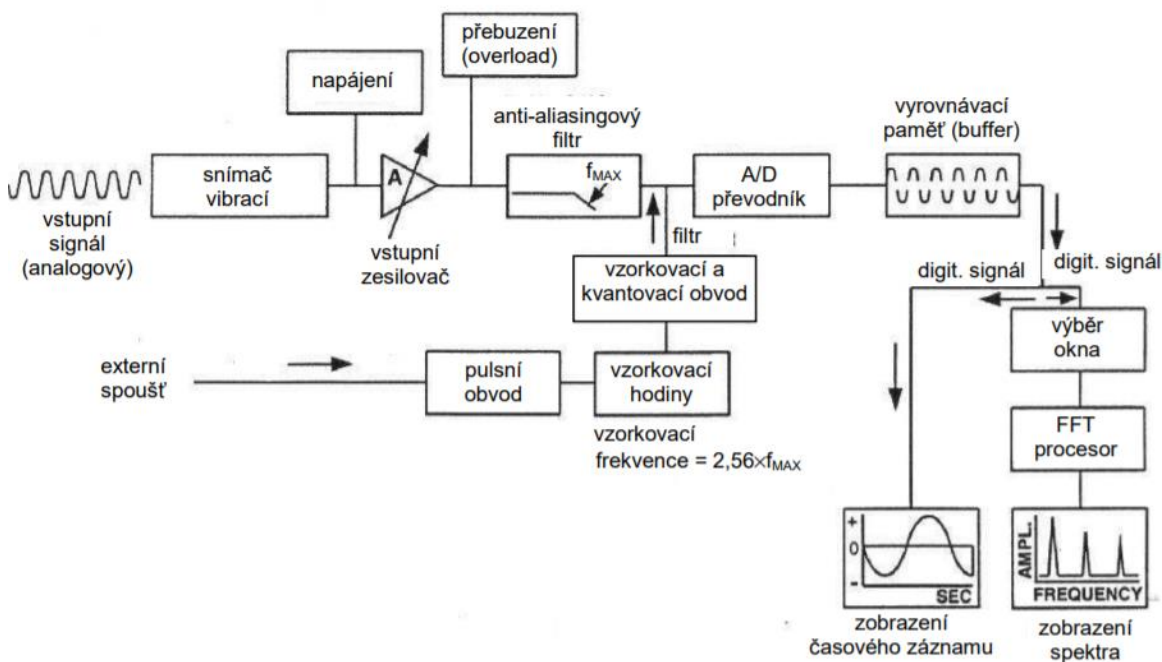 přebuzení
(overload)
napájení
anti-aliasingový
filtr
vyrovnávací
paměť (buffer)
snímač
vibrací
A
fMAX
A/D
převodník
vstupní
signál
(analogový)
vstupní
zesilovač
filtr
vzorkovací a
kvantovací obvod
digit. signál
digit. signál
výběr
okna
externí
spoušť
pulsní
obvod
vzorkovací
hodiny
vzorkovací
frekvence = 2,56×fMAX
FFT
procesor
+
0
-
SEC
AMPL.
FREQUENCY
zobrazení
časového záznamu
zobrazení
spektra